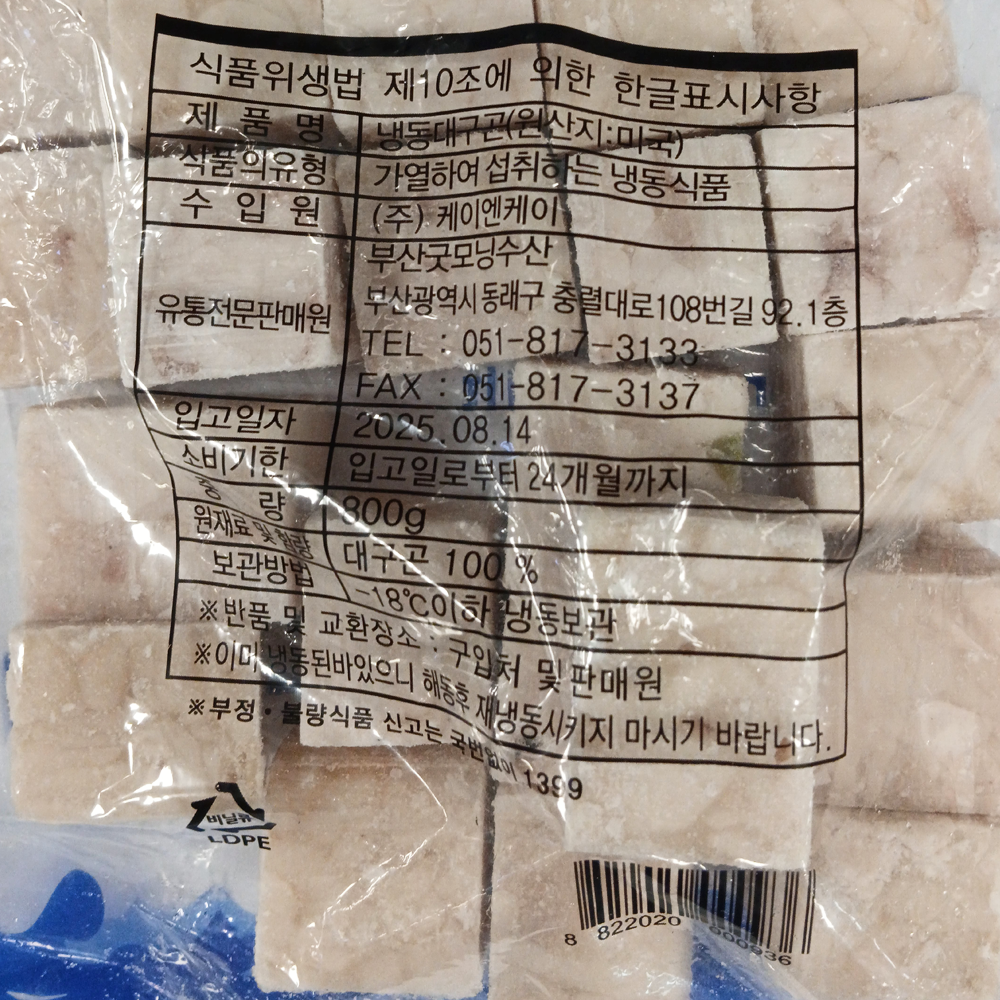 식품위생법 제10조에 의한 한글표시사항
제 품 명 냉동대구곤(원산지:미국)
식품의유형 가열하여 섭취하는 냉동식품
수 입 원 (주) 케이엔케이
유통전문판매원 부산굿모닝수산
부산광역시 동래구 충렬대로108번길 92.1층
TEL : 051-817-3133
FAX : 051-817-3137
입고일자 2025.08.14
소비기한 입고일로부터 24개월까지
중 량 800g
원재료 및 함량 대구곤 100 %
보관방법 -18℃이하 냉동보관
※반품 및 교환장소 : 구입처 및 판매원
※이미 냉동된바있으니 해동후 재냉동시키지 마시기 바랍니다.
※부정·불량식품 신고는 국번없이 1399
비닐류
LDPE
8 822020 600936